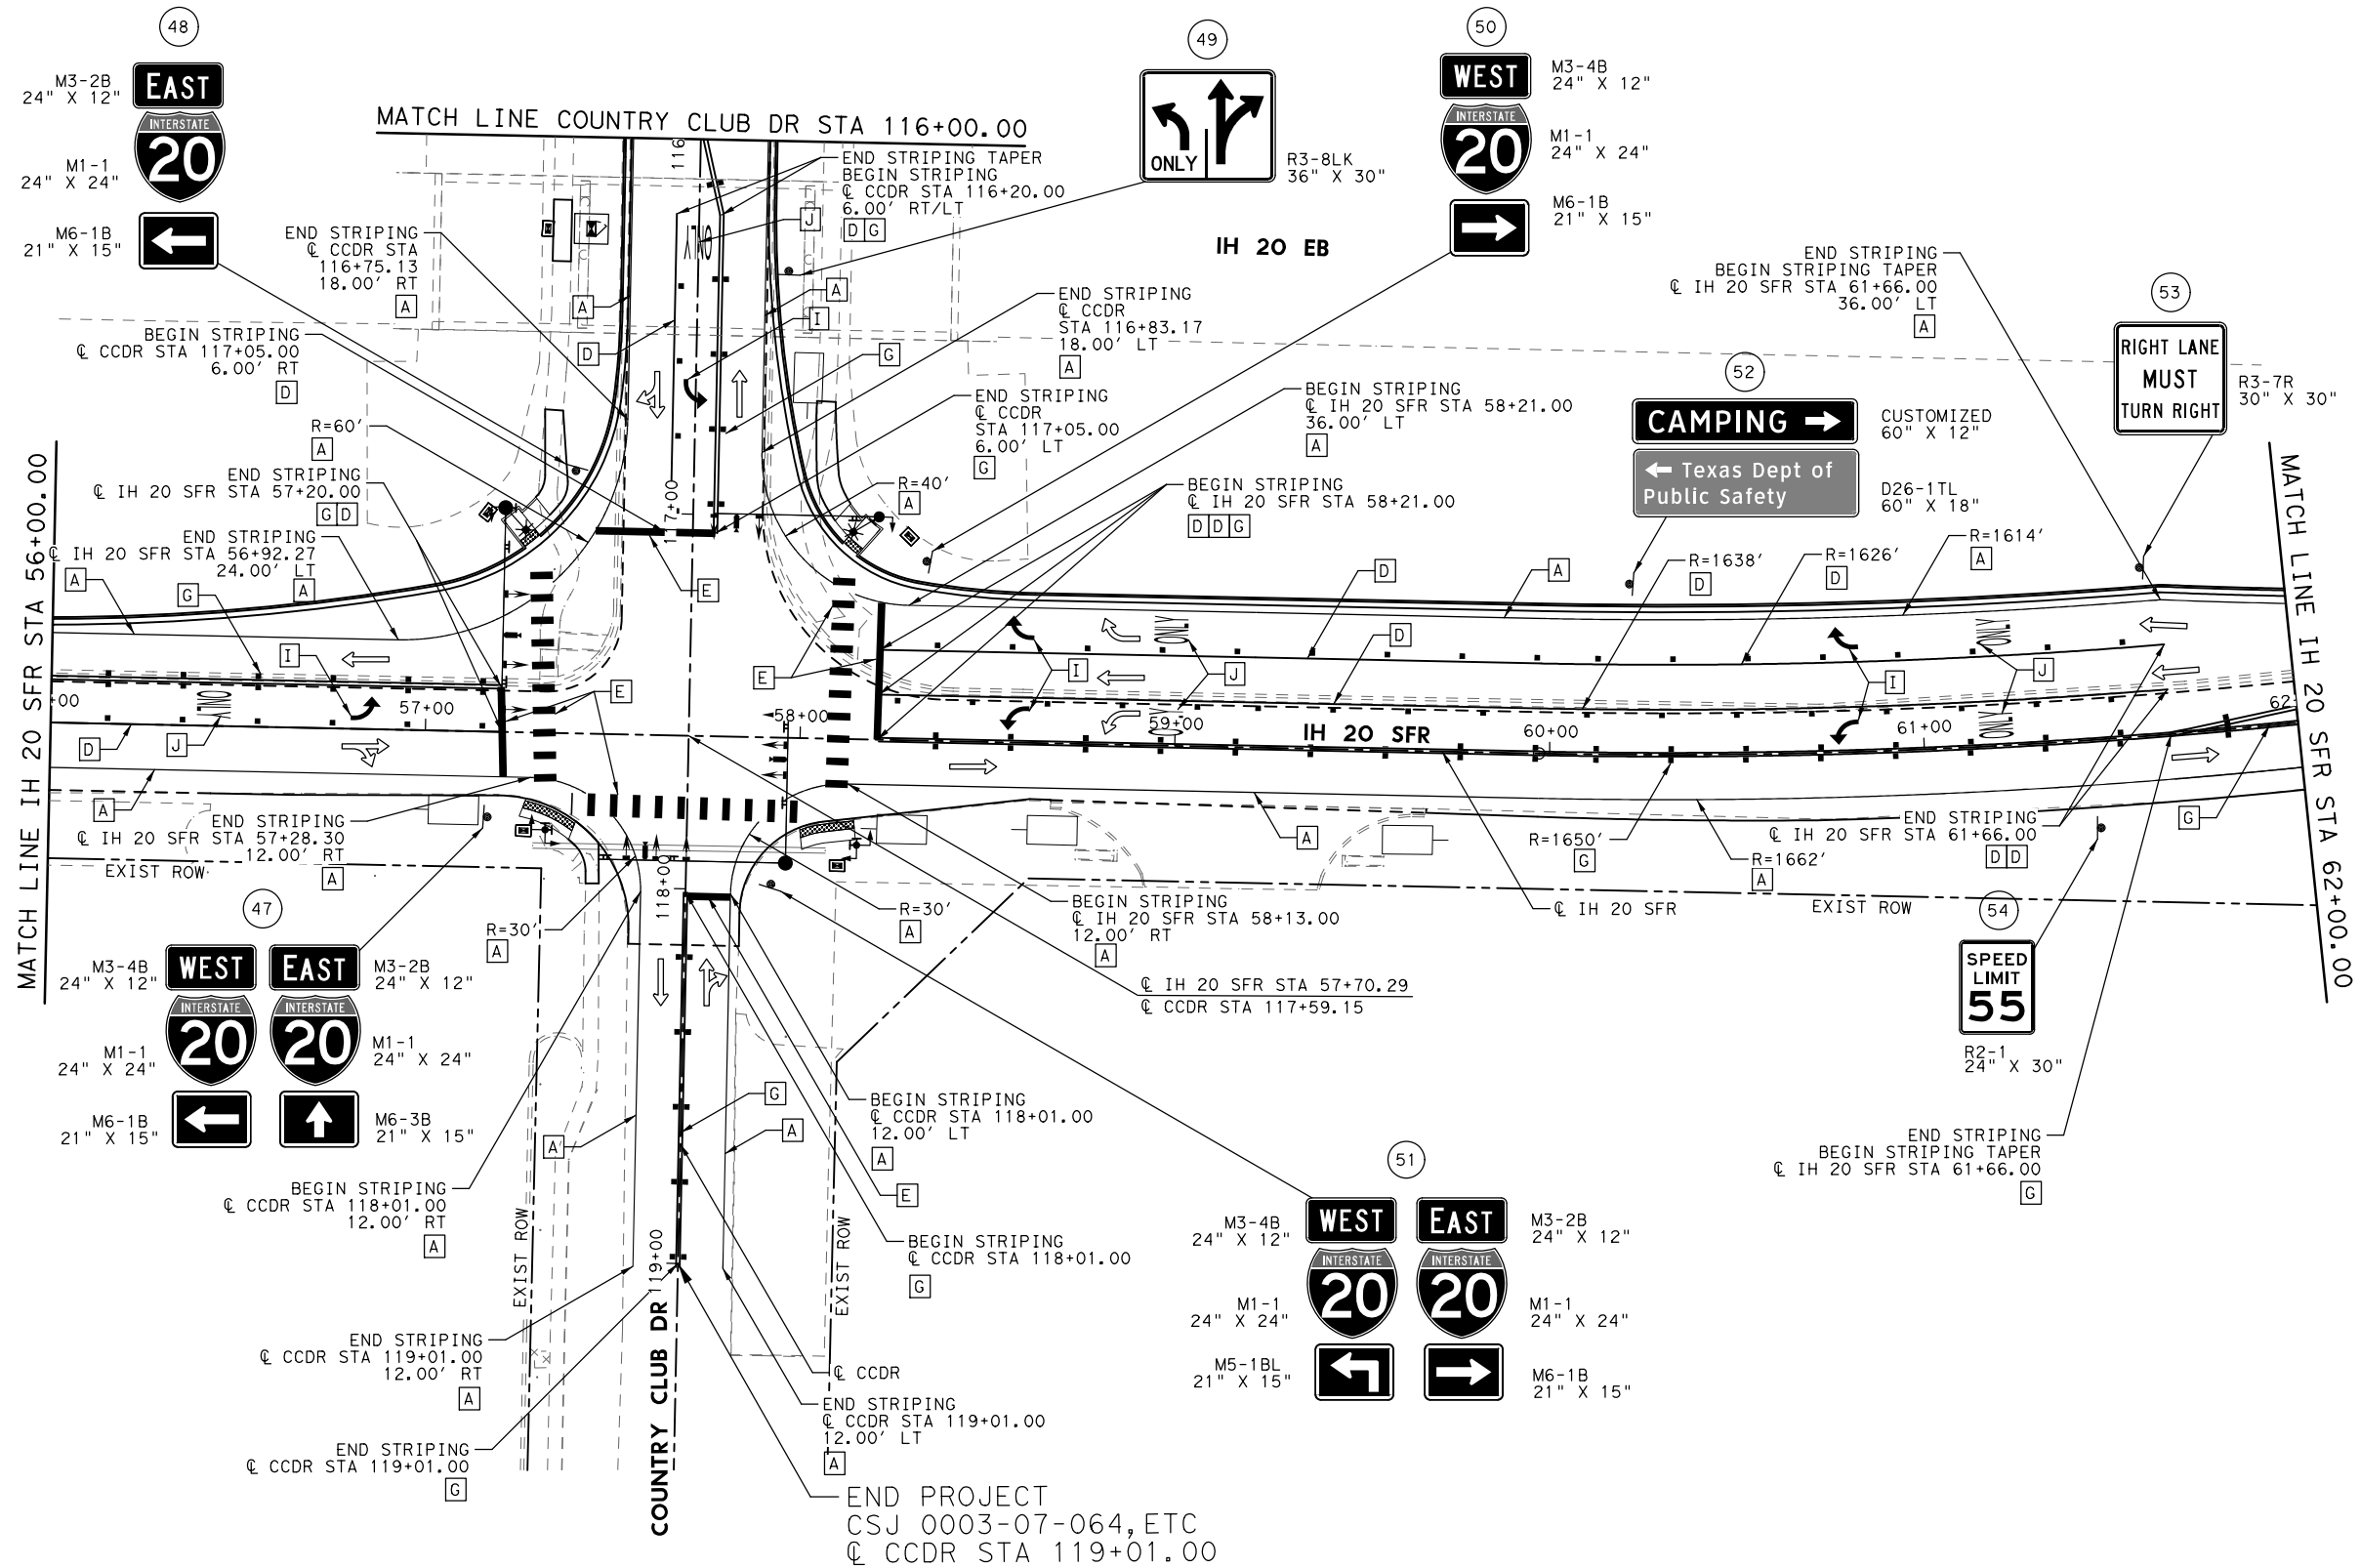 48
M3-2B
24" X 12"
EAST
INTERSTATE
20
M1-1
24" X 24"
M6-1B
21" X 15"
MATCH LINE COUNTRY CLUB DR STA 116+00.00
116
END STRIPING TAPER
BEGIN STRIPING
℄ CCDR STA 116+20.00
6.00' RT/LT
D G
49
ONLY
R3-8LK
36" X 30"
50
WEST
INTERSTATE
20
M3-4B
24" X 12"
M1-1
24" X 24"
M6-1B
21" X 15"
IH 20 EB
END STRIPING
℄ CCDR STA
116+75.13
18.00' RT
A
J
ONLY
A
A
I
D
G
BEGIN STRIPING
℄ CCDR STA 117+05.00
6.00' RT
D
END STRIPING
℄ CCDR
STA 116+83.17
18.00' LT
A
END STRIPING
℄ CCDR
STA 117+05.00
6.00' LT
G
BEGIN STRIPING
℄ IH 20 SFR STA 58+21.00
36.00' LT
A
BEGIN STRIPING
℄ IH 20 SFR STA 58+21.00
D D G
END STRIPING
BEGIN STRIPING TAPER
℄ IH 20 SFR STA 61+66.00
36.00' LT
A
53
RIGHT LANE
MUST
TURN RIGHT
R3-7R
30" X 30"
52
CAMPING
CUSTOMIZED
60" X 12"
Texas Dept of
Public Safety
D26-1TL
60" X 18"
R=60'
A
END STRIPING
℄ IH 20 SFR STA 57+20.00
G D
END STRIPING
℄ IH 20 SFR STA 56+92.27
24.00' LT
A
A
G
I
R=40'
A
117+00
E
E
E
R=1638'
D
R=1626'
D
R=1614'
A
D
A
D
ONLY
ONLY
I
J
ONLY
ONLY
I
J
MATCH LINE IH 20 SFR STA 56+00.00
MATCH LINE IH 20 SFR STA 62+00.00
+00
ONLY
57+00
58+00
59+00
IH 20 SFR
60+00
61+00
62
D
J
A
END STRIPING
℄ IH 20 SFR STA 57+28.30
12.00' RT
A
EXIST ROW
A
R=1650'
G
R=1662'
A
END STRIPING
℄ IH 20 SFR STA 61+66.00
D D
G
℄ IH 20 SFR
EXIST ROW
54
SPEED
LIMIT
55
R2-1
24" X 30"
47
M3-4B
24" X 12"
WEST
EAST
M3-2B
24" X 12"
INTERSTATE
20
INTERSTATE
20
M1-1
24" X 24"
M1-1
24" X 24"
M6-1B
21" X 15"
M6-3B
21" X 15"
R=30'
A
118+00
R=30'
A
BEGIN STRIPING
℄ IH 20 SFR STA 58+13.00
12.00' RT
A
℄ IH 20 SFR STA 57+70.29
℄ CCDR STA 117+59.15
G
A
A
BEGIN STRIPING
℄ CCDR STA 118+01.00
12.00' LT
A
E
BEGIN STRIPING
℄ CCDR STA 118+01.00
12.00' RT
A
BEGIN STRIPING
℄ CCDR STA 118+01.00
G
END STRIPING
BEGIN STRIPING TAPER
℄ IH 20 SFR STA 61+66.00
G
51
M3-4B
24" X 12"
WEST
EAST
M3-2B
24" X 12"
INTERSTATE
20
INTERSTATE
20
M1-1
24" X 24"
M1-1
24" X 24"
M5-1BL
21" X 15"
M6-1B
21" X 15"
EXIST ROW
EXIST ROW
119+00
COUNTRY CLUB DR
END STRIPING
℄ CCDR STA 119+01.00
12.00' RT
A
℄ CCDR
END STRIPING
℄ CCDR STA 119+01.00
12.00' LT
A
END STRIPING
℄ CCDR STA 119+01.00
G
END PROJECT
CSJ 0003-07-064, ETC
℄ CCDR STA 119+01.00